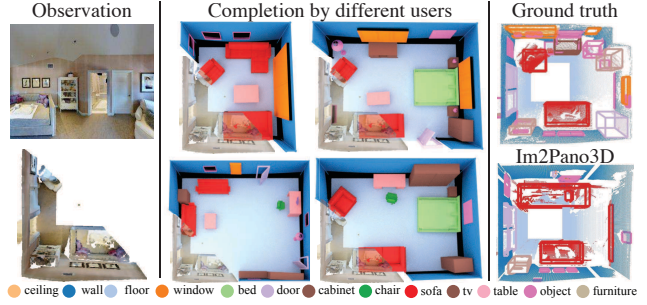 Observation
Completion by different users
Ground truth
Im2Pano3D
ceiling wall floor window bed door cabinet chair sofa tv table object furniture